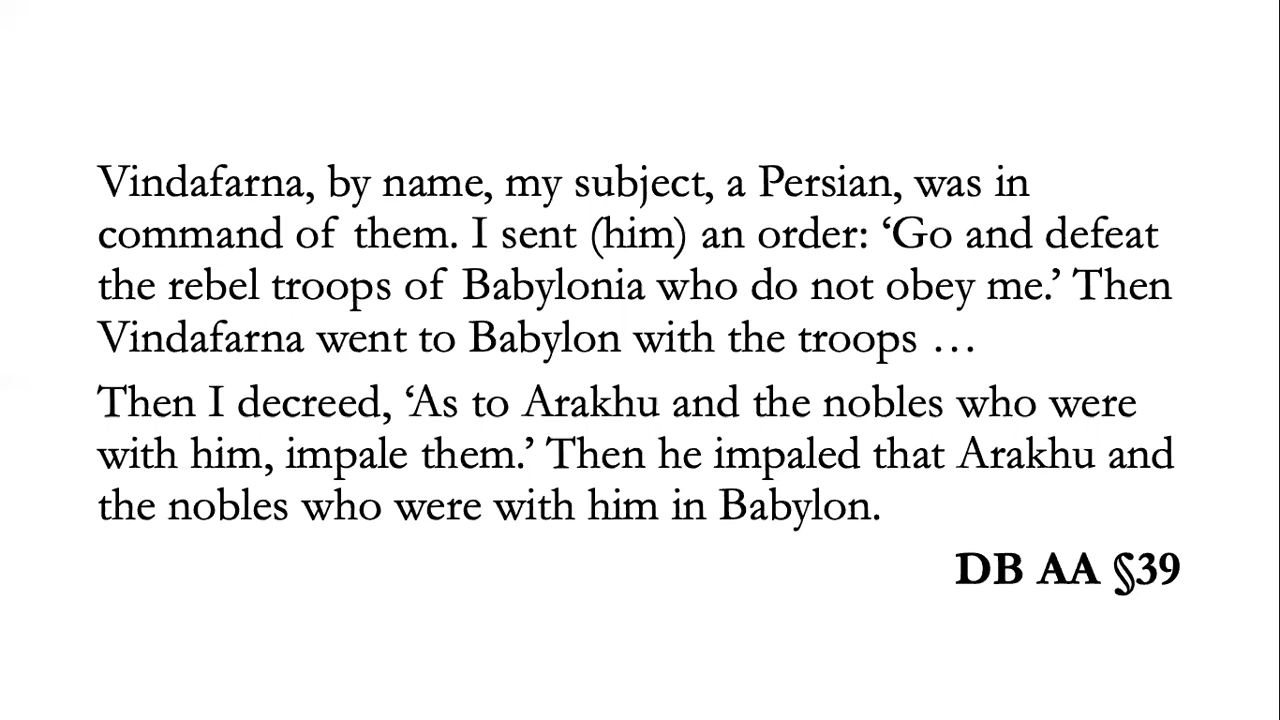 Vindafarna, by name, my subject, a Persian, was in
command of them. I sent (him) an order: ‘Go and defeat
the rebel troops of Babylonia who do not obey me.’ Then
Vindafarna went to Babylon with the troops …
Then I decreed, ‘As to Arakhu and the nobles who were
with him, impale them.’ Then he impaled that Arakhu and
the nobles who were with him in Babylon.
DB AA §39